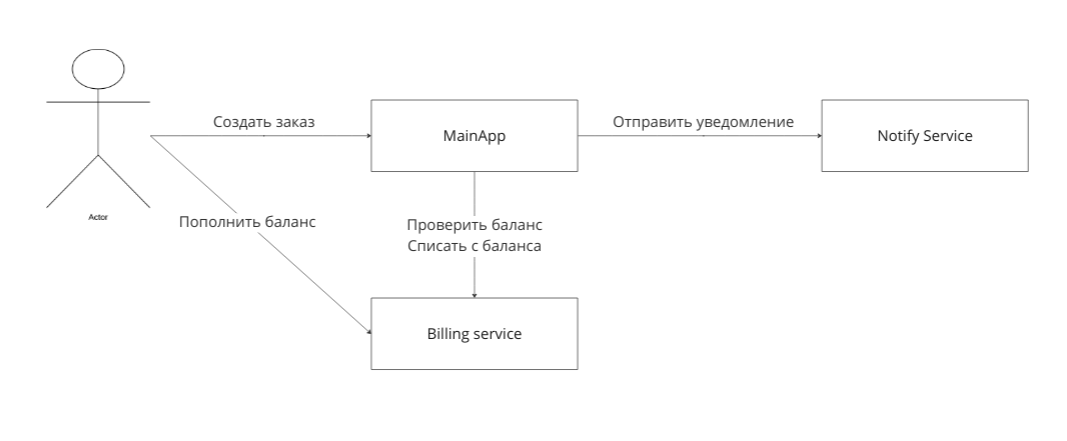 Создать заказ
MainApp
Отправить уведомление
Notify Service
Actor
Пополнить баланс
Проверить баланс
Списать с баланса
Billing service